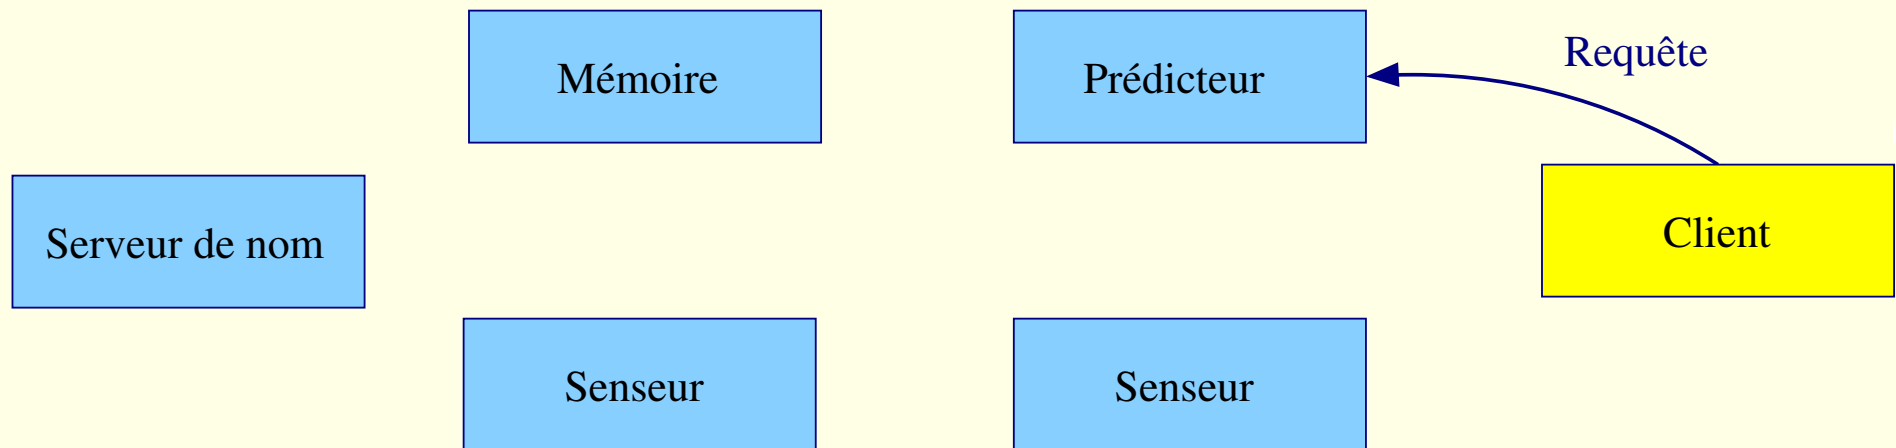 Requête
Mémoire
Prédicteur
Client
Serveur de nom
Senseur
Senseur